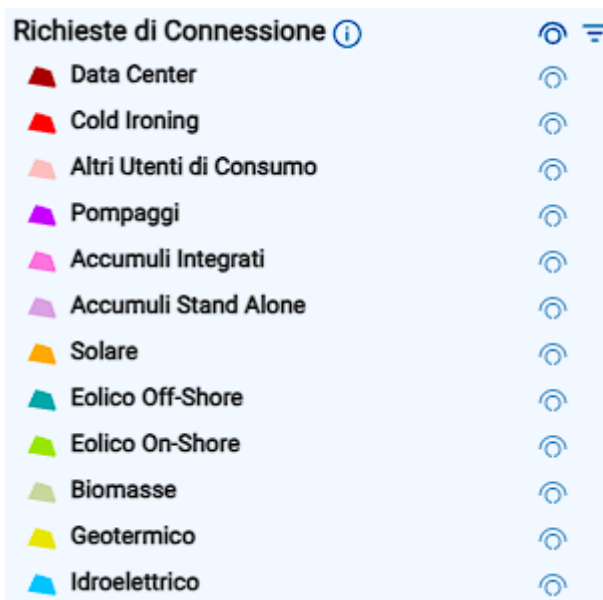 Richieste di Connessione
Data Center
Cold Ironing
Altri Utenti di Consumo
Pompaggi
Accumuli Integrati
Accumuli Stand Alone
Solare
Eolico Off-Shore
Eolico On-Shore
Biomasse
Geotermico
Idroelettrico